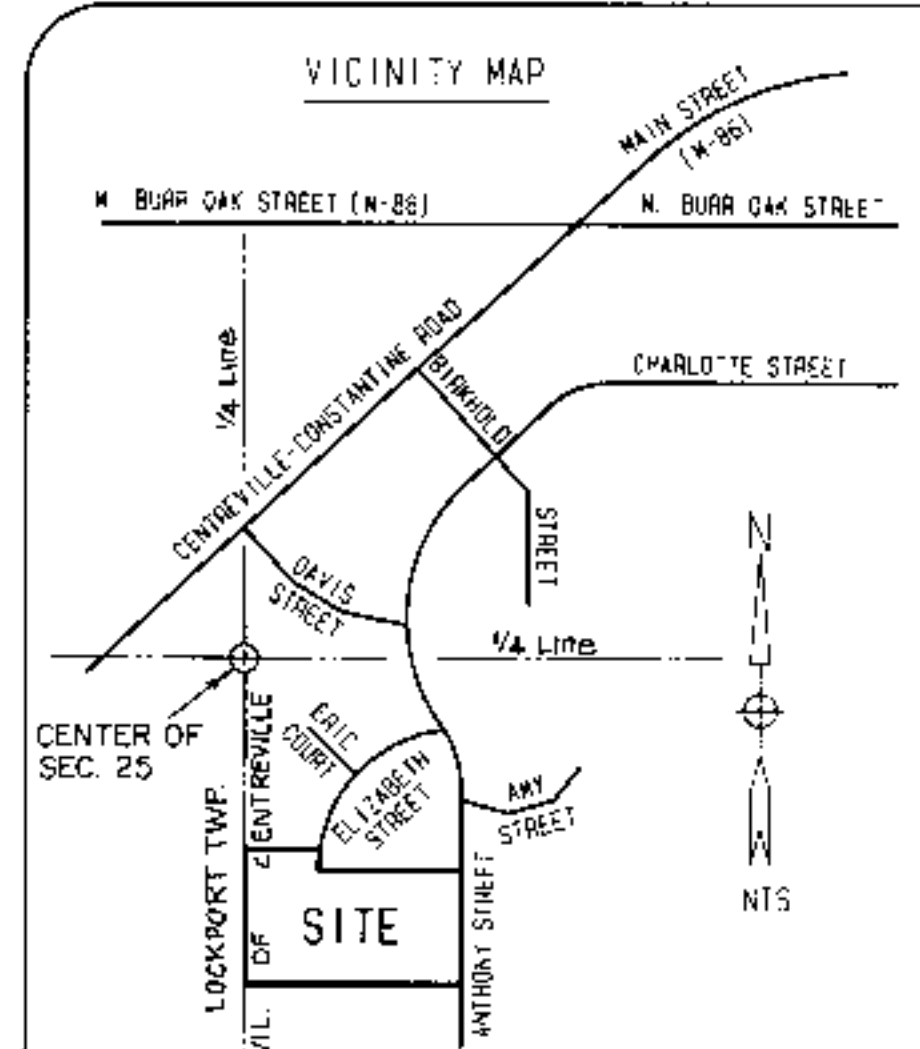 VICINITY MAP
MAIN STREET
(M-86)
W. BURR OAK STREET (M-86)
N. BURR OAK STREET
1/4 Line
CENTREVILLE-CONSTANTINE ROAD
BIRKHOLD
STREET
CHARLOTTE STREET
DAVIS
STREET
1/4 Line
N
CENTER OF
SEC. 25
ERIC
COURT
ELIZABETH
STREET
AMY
STREET
LOCKPORT TWP.
VIL. OF CENTREVILLE
SITE
ANTHONY STREET
NTS